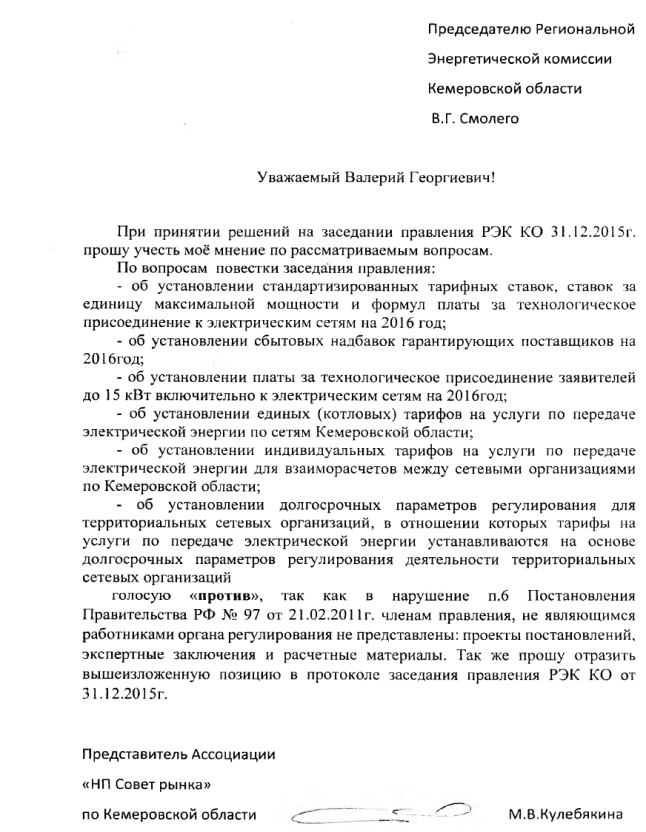 Председателю Региональной
Энергетической комиссии
Кемеровской области
В.Г. Смолего
Уважаемый Валерий Георгиевич!
При принятии решений на заседании правления РЭК КО 31.12.2015г.
прошу учесть моё мнение по рассматриваемым вопросам.
По вопросам повестки заседания правления:
- об установлении стандартизированных тарифных ставок, ставок за
единицу максимальной мощности и формул платы за технологическое
присоединение к электрическим сетям на 2016 год;
- об установлении сбытовых надбавок гарантирующих поставщиков на
2016год;
- об установлении платы за технологическое присоединение заявителей
до 15 кВт включительно к электрическим сетям на 2016год;
- об установлении единых (котловых) тарифов на услуги по передаче
электрической энергии по сетям Кемеровской области;
- об установлении индивидуальных тарифов на услуги по передаче
электрической энергии для взаиморасчетов между сетевыми организациями
по Кемеровской области;
- об установлении долгосрочных параметров регулирования для
территориальных сетевых организаций, в отношении которых тарифы на
услуги по передаче электрической энергии устанавливаются на основе
долгосрочных параметров регулирования деятельности территориальных
сетевых организаций
голосую «против», так как в нарушение п.6 Постановления
Правительства РФ № 97 от 21.02.2011г. членам правления, не являющимся
работниками органа регулирования не представлены: проекты постановлений,
экспертные заключения и расчетные материалы. Так же прошу отразить
вышеизложенную позицию в протоколе заседания правления РЭК КО от
31.12.2015г.
Представитель Ассоциации
«НП Совет рынка»
по Кемеровской области М.В.Кулебякина